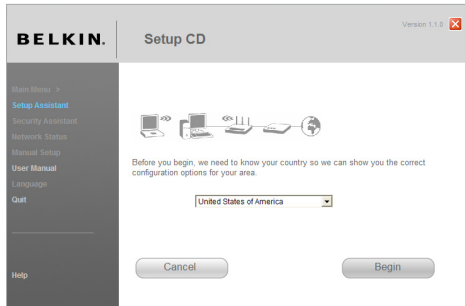 BELKIN.
Setup CD
Version 1.1.0
Main Menu >
Setup Assistant
Security Assistant
Network Status
Manual Setup
User Manual
Language
Quit
Help
Before you begin, we need to know your country so we can show you the correct
configuration options for your area.
United States of America
Cancel
Begin